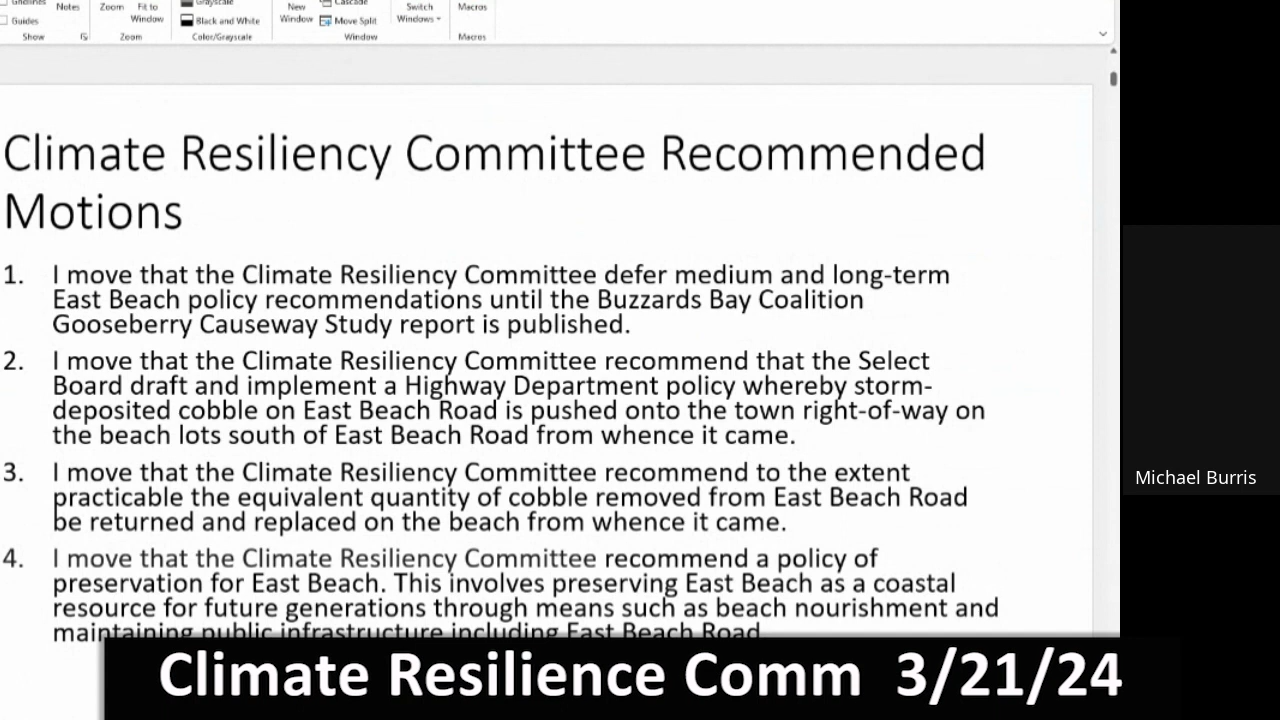 Gridlines
Guides
Show
Notes
Zoom
Fit to
Window
Zoom
Grayscale
Black and White
Color/Grayscale
New
Window
Cascade
Move Split
Window
Switch
Windows
Macros
Macros
Climate Resiliency Committee Recommended
Motions
1. I move that the Climate Resiliency Committee defer medium and long-term
East Beach policy recommendations until the Buzzards Bay Coalition
Gooseberry Causeway Study report is published.
2. I move that the Climate Resiliency Committee recommend that the Select
Board draft and implement a Highway Department policy whereby storm-
deposited cobble on East Beach Road is pushed onto the town right-of-way on
the beach lots south of East Beach Road from whence it came.
3. I move that the Climate Resiliency Committee recommend to the extent
practicable the equivalent quantity of cobble removed from East Beach Road
be returned and replaced on the beach from whence it came.
4. I move that the Climate Resiliency Committee recommend a policy of
preservation for East Beach. This involves preserving East Beach as a coastal
resource for future generations through means such as beach nourishment and
maintaining public infrastructure including East Beach Road
Michael Burris
Climate Resilience Comm 3/21/24